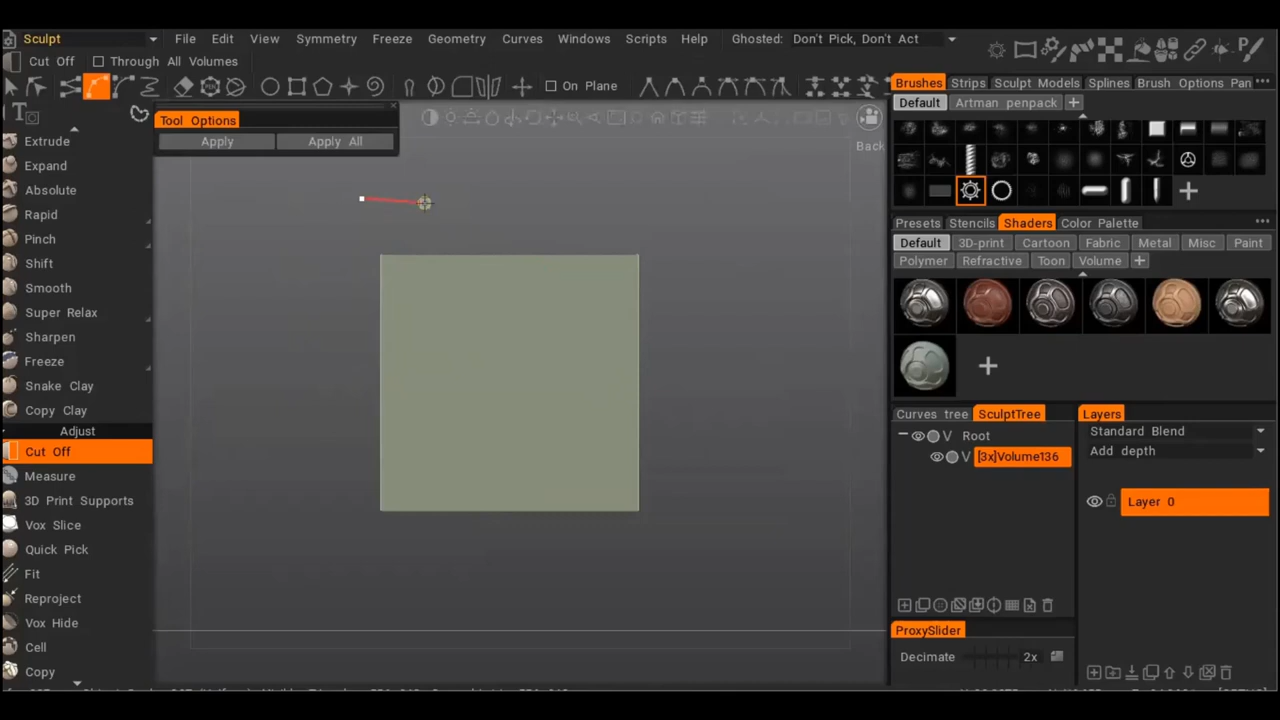 Sculpt File Edit View Symmetry Freeze Geometry Curves Windows Scripts Help Ghosted: Don't Pick, Don't Act
Cut Off Through All Volumes
On Plane
Brushes Strips Sculpt Models Splines Brush Options Pan
Default Artman penpack
Tool Options
Apply Apply All
Back
Extrude
Expand
Absolute
Rapid
Pinch
Shift
Smooth
Super Relax
Sharpen
Freeze
Snake Clay
Copy Clay
Adjust
Cut Off
Measure
3D Print Supports
Vox Slice
Quick Pick
Fit
Reproject
Vox Hide
Cell
Copy
Presets Stencils Shaders Color Palette
Default 3D-print Cartoon Fabric Metal Misc Paint
Polymer Refractive Toon Volume
Curves tree SculptTree
Root
V [3x]Volume136
Layers
Standard Blend
Add depth
Layer 0
ProxySlider
Decimate 2x